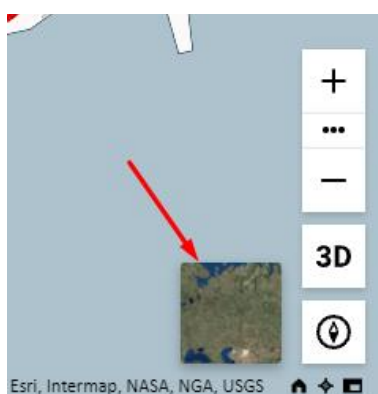 3D
Esri, Intermap, NASA, NGA, USGS